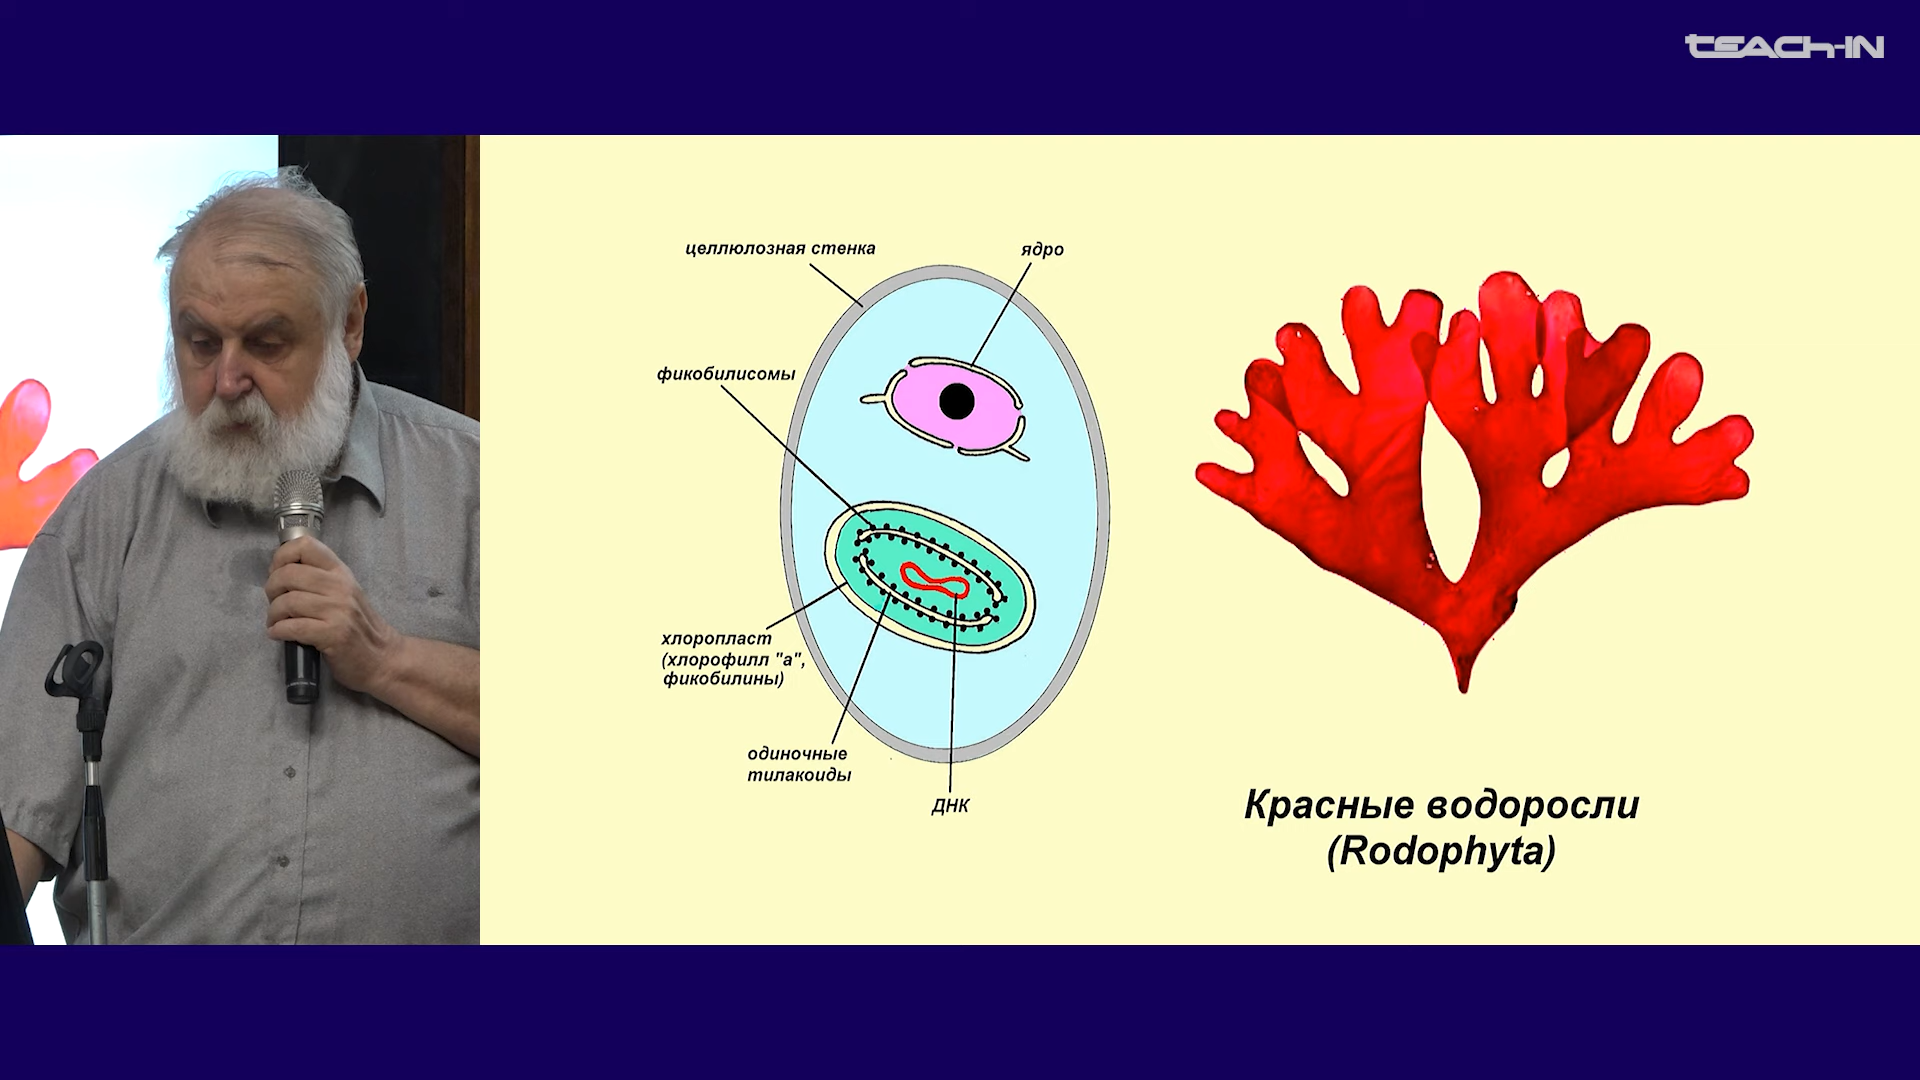 teach-in
целлюлозная стенка
ядро
фикобилисомы
хлоропласт
(хлорофилл "а",
фикобилины)
одиночные
тилакоиды
ДНК
Красные водоросли
(Rodophyta)